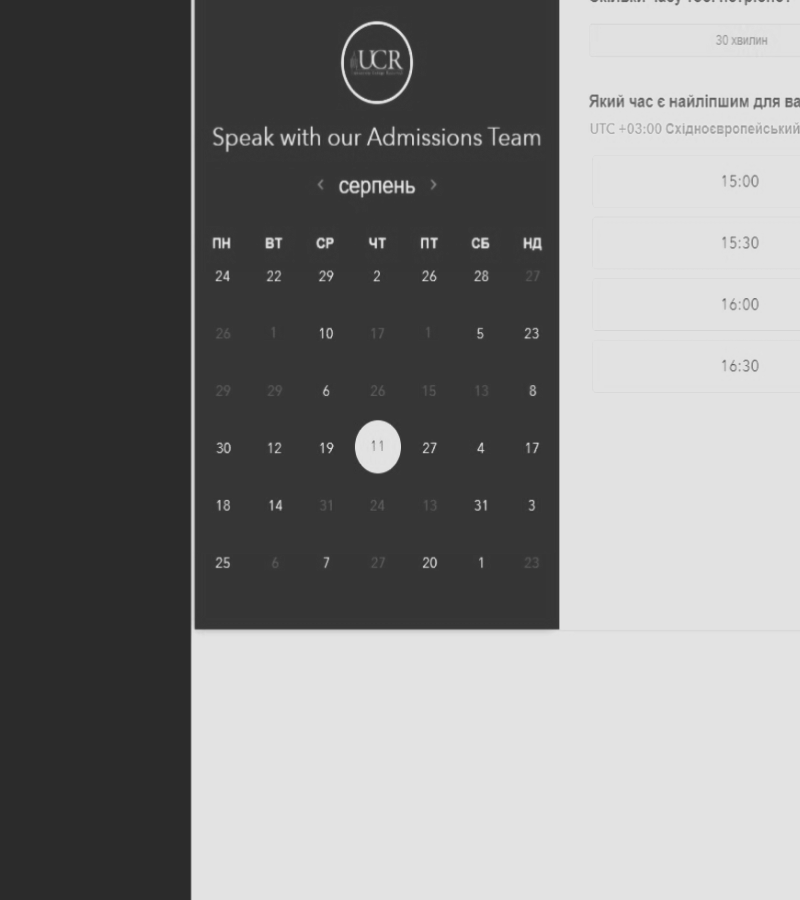 UCR
Speak with our Admissions Team
‹ серпень ›
ПН ВТ СР ЧТ ПТ СБ НД
24 22 29 2 26 28 27
26 1 10 17 1 5 23
29 29 6 26 15 13 8
30 12 19 11 27 4 17
18 14 31 24 13 31 3
25 6 7 27 20 1 23
30 хвилин
Який час є найліпшим для ва
UTC +03:00 Східноєвропейський
15:00
15:30
16:00
16:30